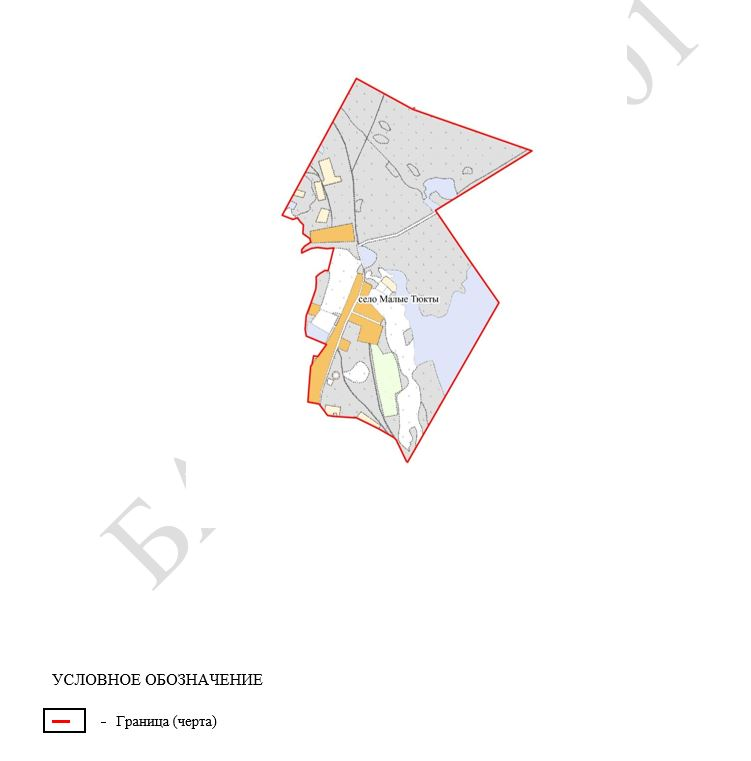 село Малые Тюкты
УСЛОВНОЕ ОБОЗНАЧЕНИЕ
- Граница (черта)